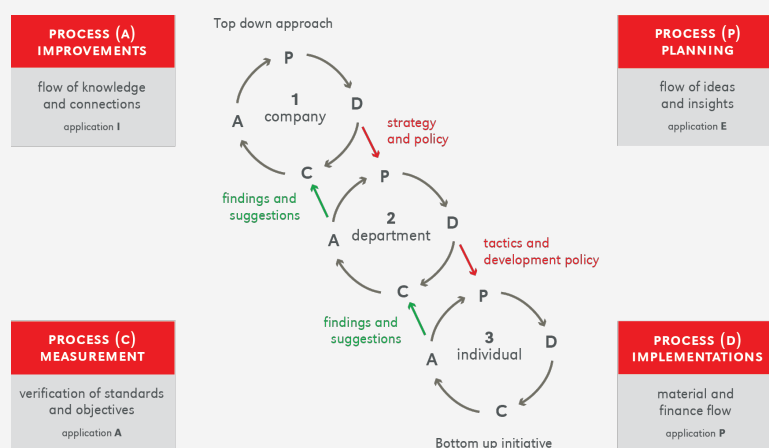 Top down approach
PROCESS (A)
IMPROVEMENTS
flow of knowledge
and connections
application I
PROCESS (P)
PLANNING
flow of ideas
and insights
application E
P
D
C
A
1
company
strategy
and policy
findings and
suggestions
P
D
C
A
2
department
tactics and
development policy
findings and
suggestions
P
D
C
A
3
individual
PROCESS (C)
MEASUREMENT
verification of standards
and objectives
application A
PROCESS (D)
IMPLEMENTATIONS
material and
finance flow
application P
Bottom up initiative